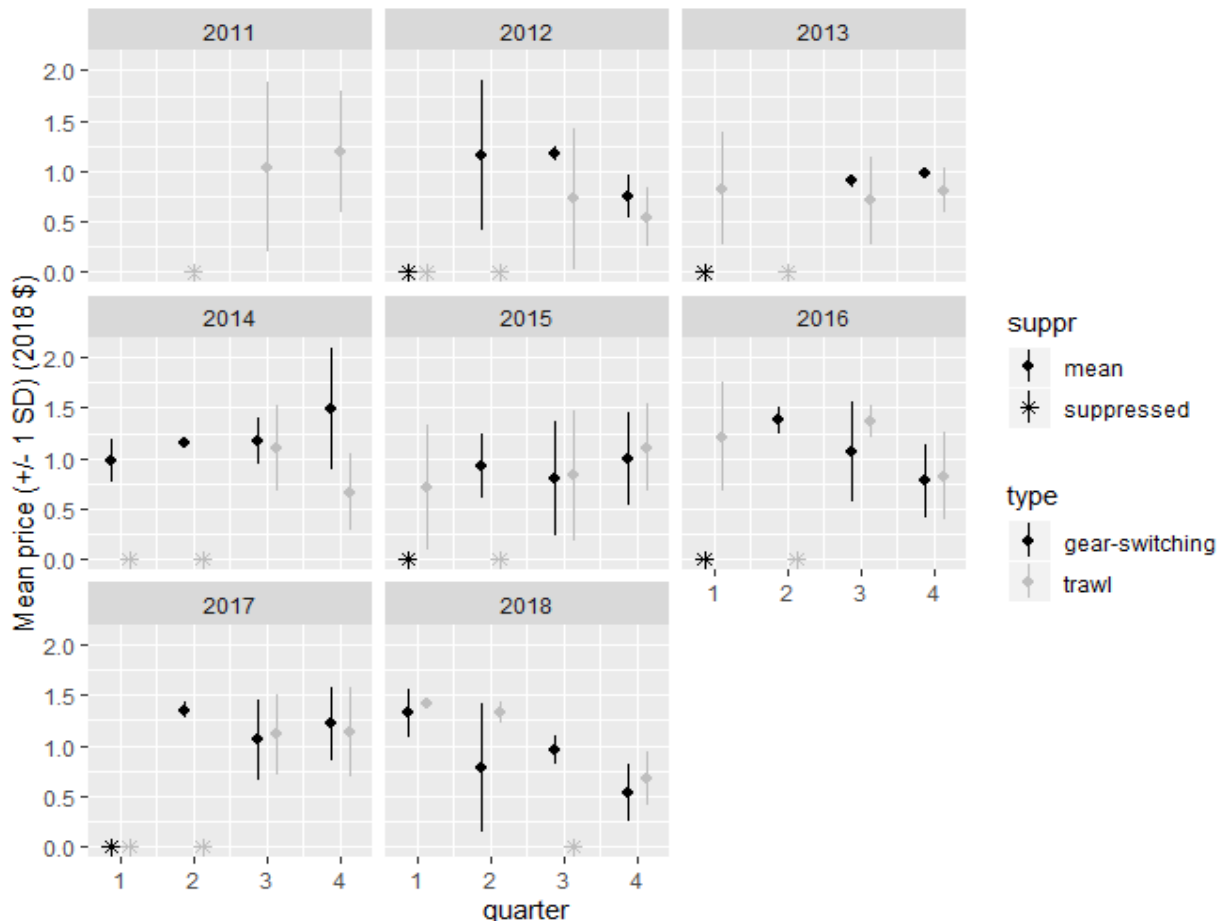 2011 2012 2013
2.0
1.5
1.0
0.5
0.0
2014 2015 2016
2.0
1.5
1.0
0.5
0.0
1 2 3 4
2017 2018
2.0
1.5
1.0
0.5
0.0
1 2 3 4 1 2 3 4
quarter
Mean price (+/- 1 SD) (2018 $)
suppr
mean
suppressed
type
gear-switching
trawl